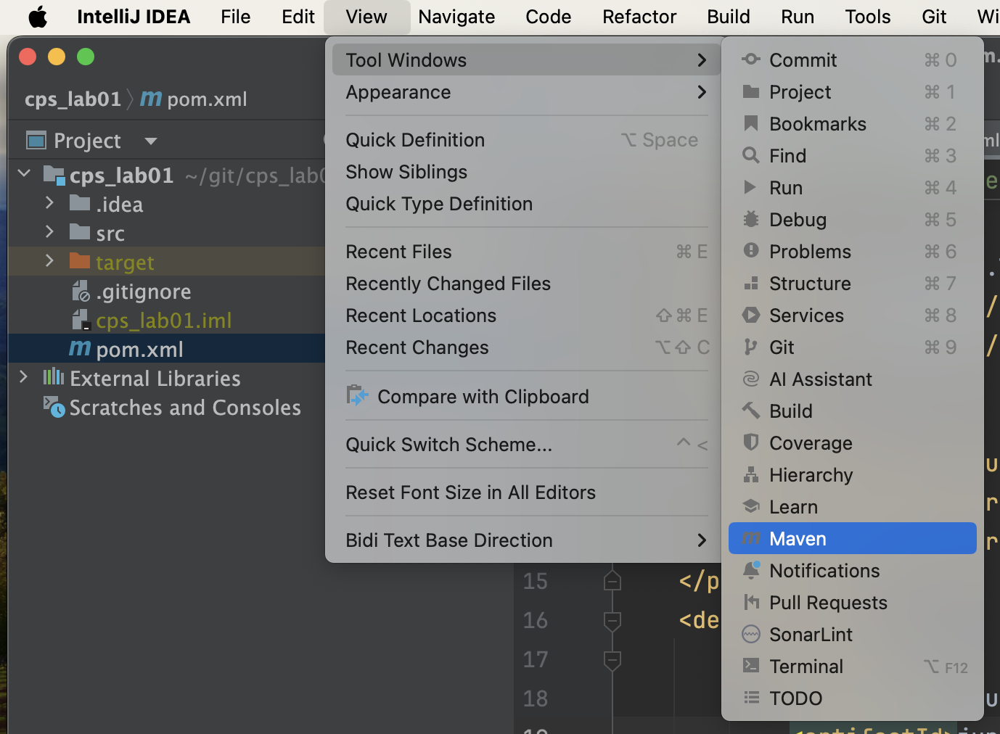 IntelliJ IDEA File Edit View Navigate Code Refactor Build Run Tools Git
cps_lab01 pom.xml
Project
cps_lab01 ~/git/cps_lab
.idea
src
target
.gitignore
cps_lab01.iml
pom.xml
External Libraries
Scratches and Consoles
Tool Windows
Appearance
Quick Definition ⌥ Space
Show Siblings
Quick Type Definition
Recent Files ⌘ E
Recently Changed Files
Recent Locations ⇧ ⌘ E
Recent Changes ⌥ ⇧ C
Compare with Clipboard
Quick Switch Scheme... ^ <
Reset Font Size in All Editors
Bidi Text Base Direction
Commit ⌘ 0
Project ⌘ 1
Bookmarks ⌘ 2
Find ⌘ 3
Run ⌘ 4
Debug ⌘ 5
Problems ⌘ 6
Structure ⌘ 7
Services ⌘ 8
Git ⌘ 9
AI Assistant
Build
Coverage
Hierarchy
Learn
Maven
Notifications
Pull Requests
SonarLint
Terminal ⌥ F12
TODO
15 </p
16 <de
17
18